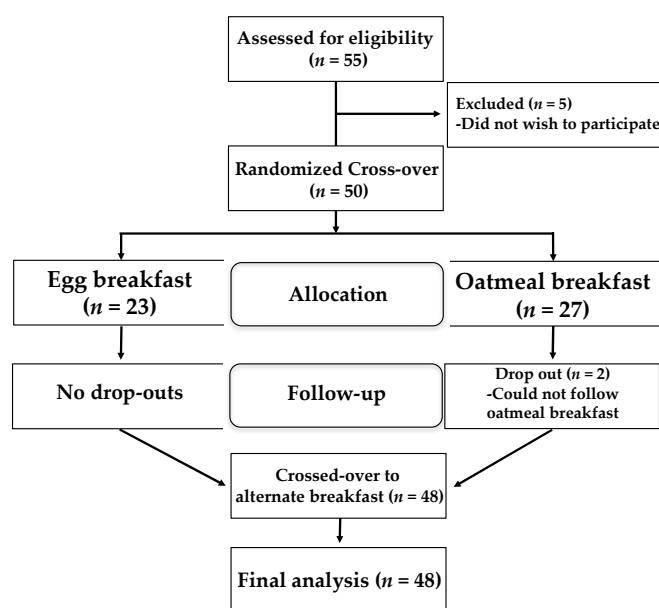 Assessed for eligibility
(n = 55)
Excluded (n = 5)
-Did not wish to participate
Randomized Cross-over
(n = 50)
Egg breakfast
(n = 23)
Allocation
Oatmeal breakfast
(n = 27)
No drop-outs
Follow-up
Drop out (n = 2)
-Could not follow
oatmeal breakfast
Crossed-over to
alternate breakfast (n = 48)
Final analysis (n = 48)